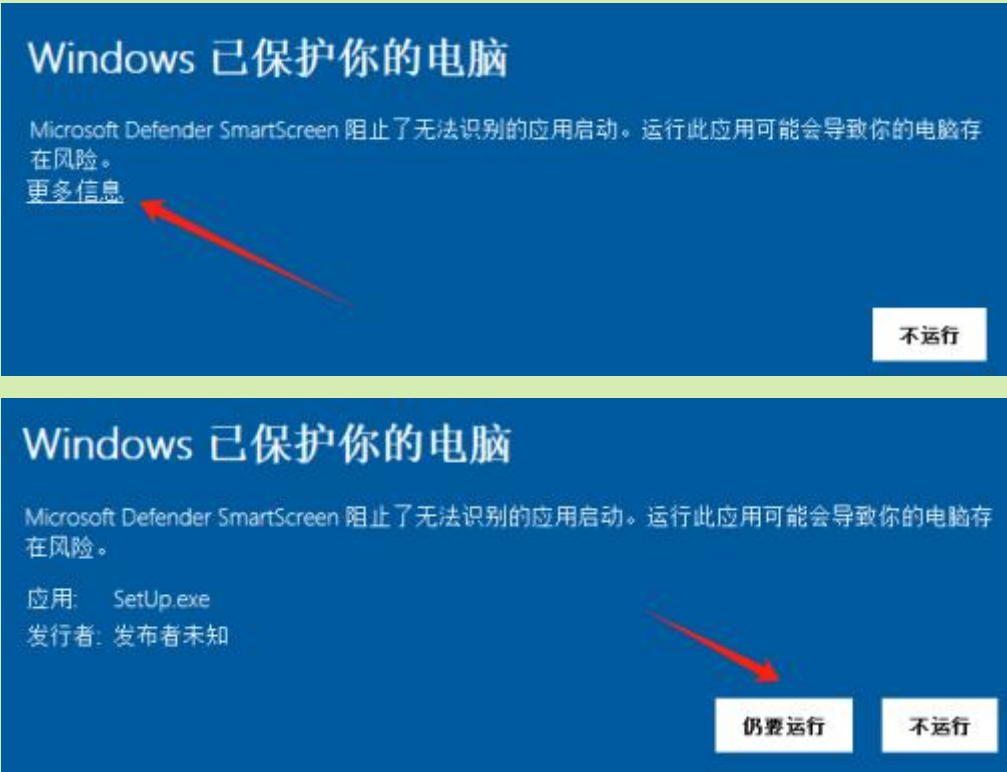 Windows 已保护你的电脑
Microsoft Defender SmartScreen 阻止了无法识别的应用启动。运行此应用可能会导致你的电脑存
在风险。
更多信息
不运行
Windows 已保护你的电脑
Microsoft Defender SmartScreen 阻止了无法识别的应用启动。运行此应用可能会导致你的电脑存
在风险。
应用: SetUp.exe
发行者: 发布者未知
仍要运行 不运行